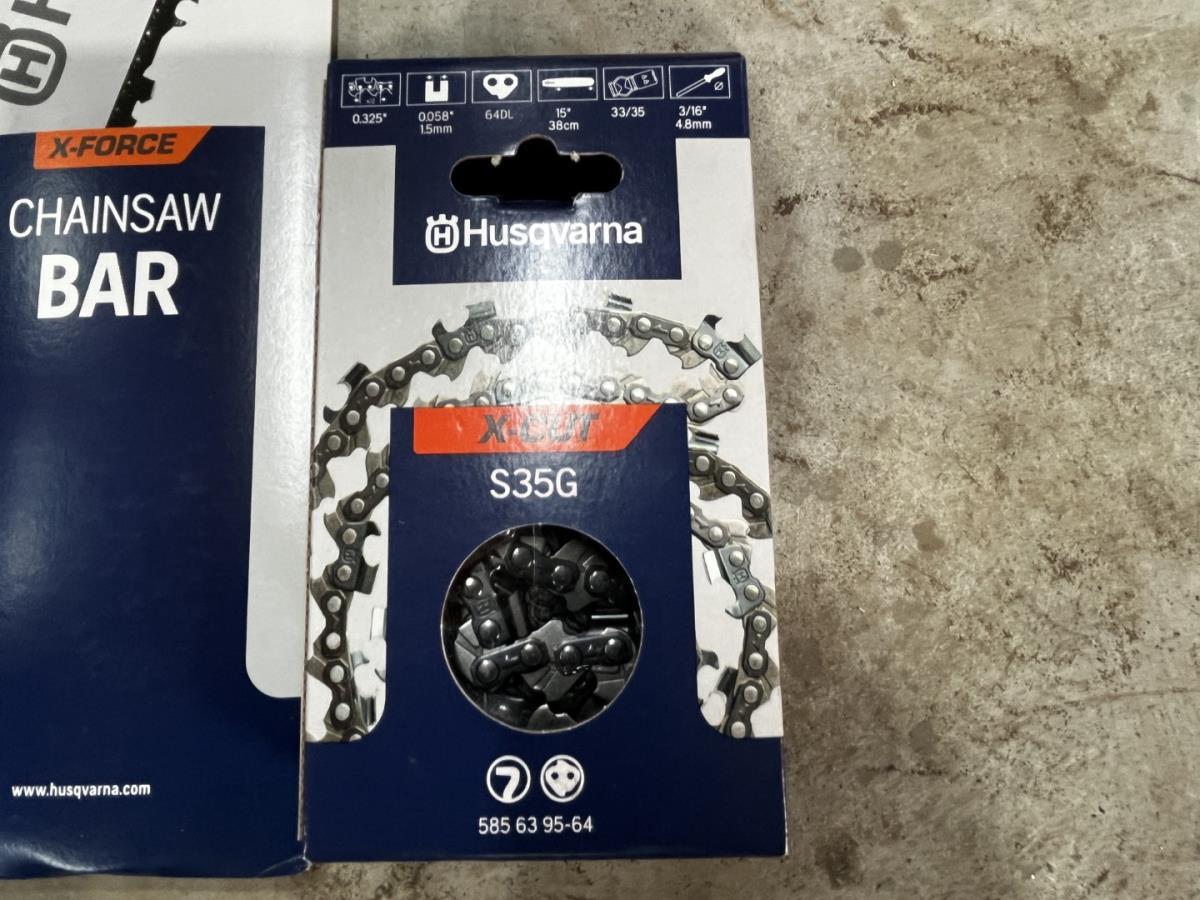 X-FORCE
CHAINSAW
BAR
www.husqvarna.com
0.325"
0.058"
1.5mm
64DL
15"
38cm
33/35
3/16"
4.8mm
Husqvarna
X-CUT
S35G
585 63 95-64